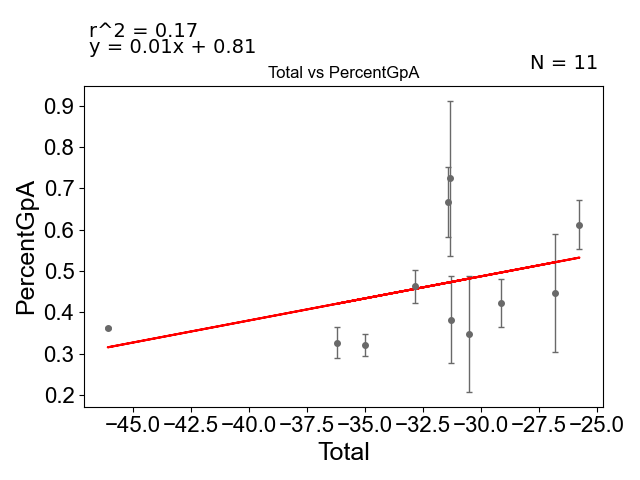 r^2 = 0.17
y = 0.01x + 0.81
N = 11
Total vs PercentGpA
PercentGpA
0.9
0.8
0.7
0.6
0.5
0.4
0.3
0.2
−45.0 −42.5 −40.0 −37.5 −35.0 −32.5 −30.0 −27.5 −25.0
Total